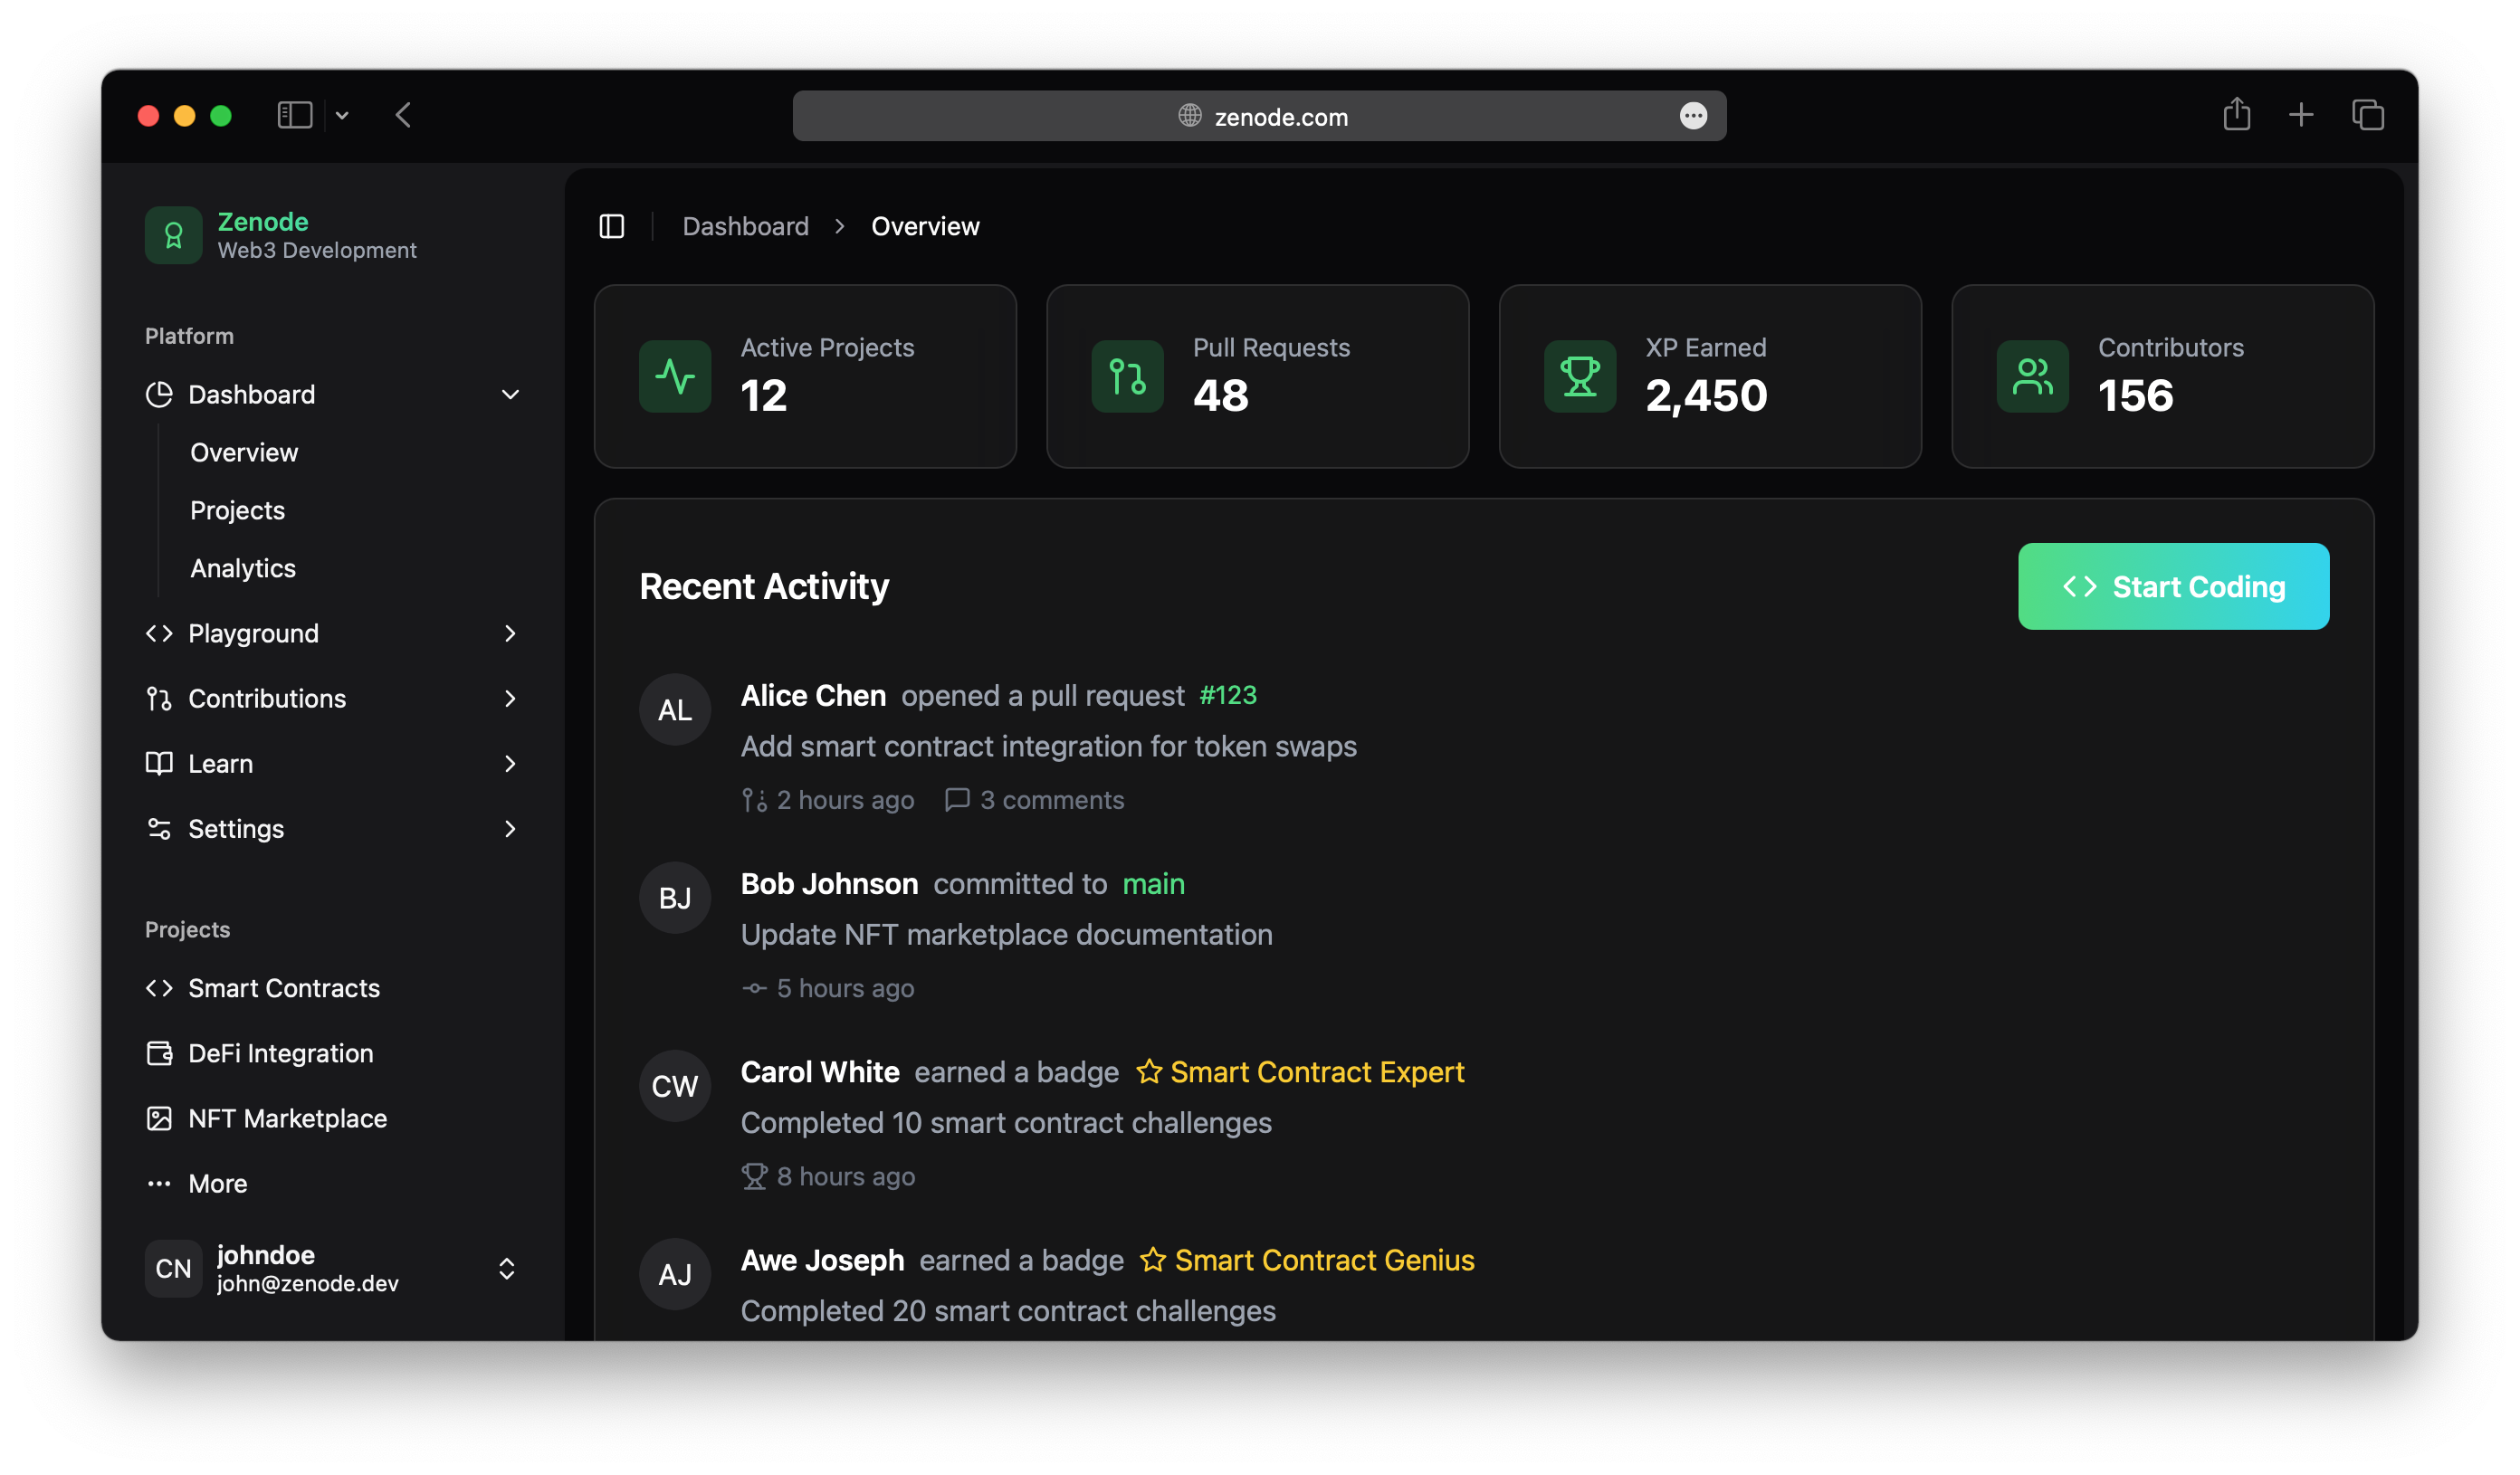 zenode.com
Zenode
Web3 Development
Platform
Dashboard
Overview
Projects
Analytics
Playground
Contributions
Learn
Settings
Projects
Smart Contracts
DeFi Integration
NFT Marketplace
More
CN
johndoe
john@zenode.dev
Dashboard > Overview
Active Projects
12
Pull Requests
48
XP Earned
2,450
Contributors
156
Recent Activity
<> Start Coding
AL
Alice Chen opened a pull request #123
Add smart contract integration for token swaps
2 hours ago 3 comments
BJ
Bob Johnson committed to main
Update NFT marketplace documentation
5 hours ago
CW
Carol White earned a badge Smart Contract Expert
Completed 10 smart contract challenges
8 hours ago
AJ
Awe Joseph earned a badge Smart Contract Genius
Completed 20 smart contract challenges